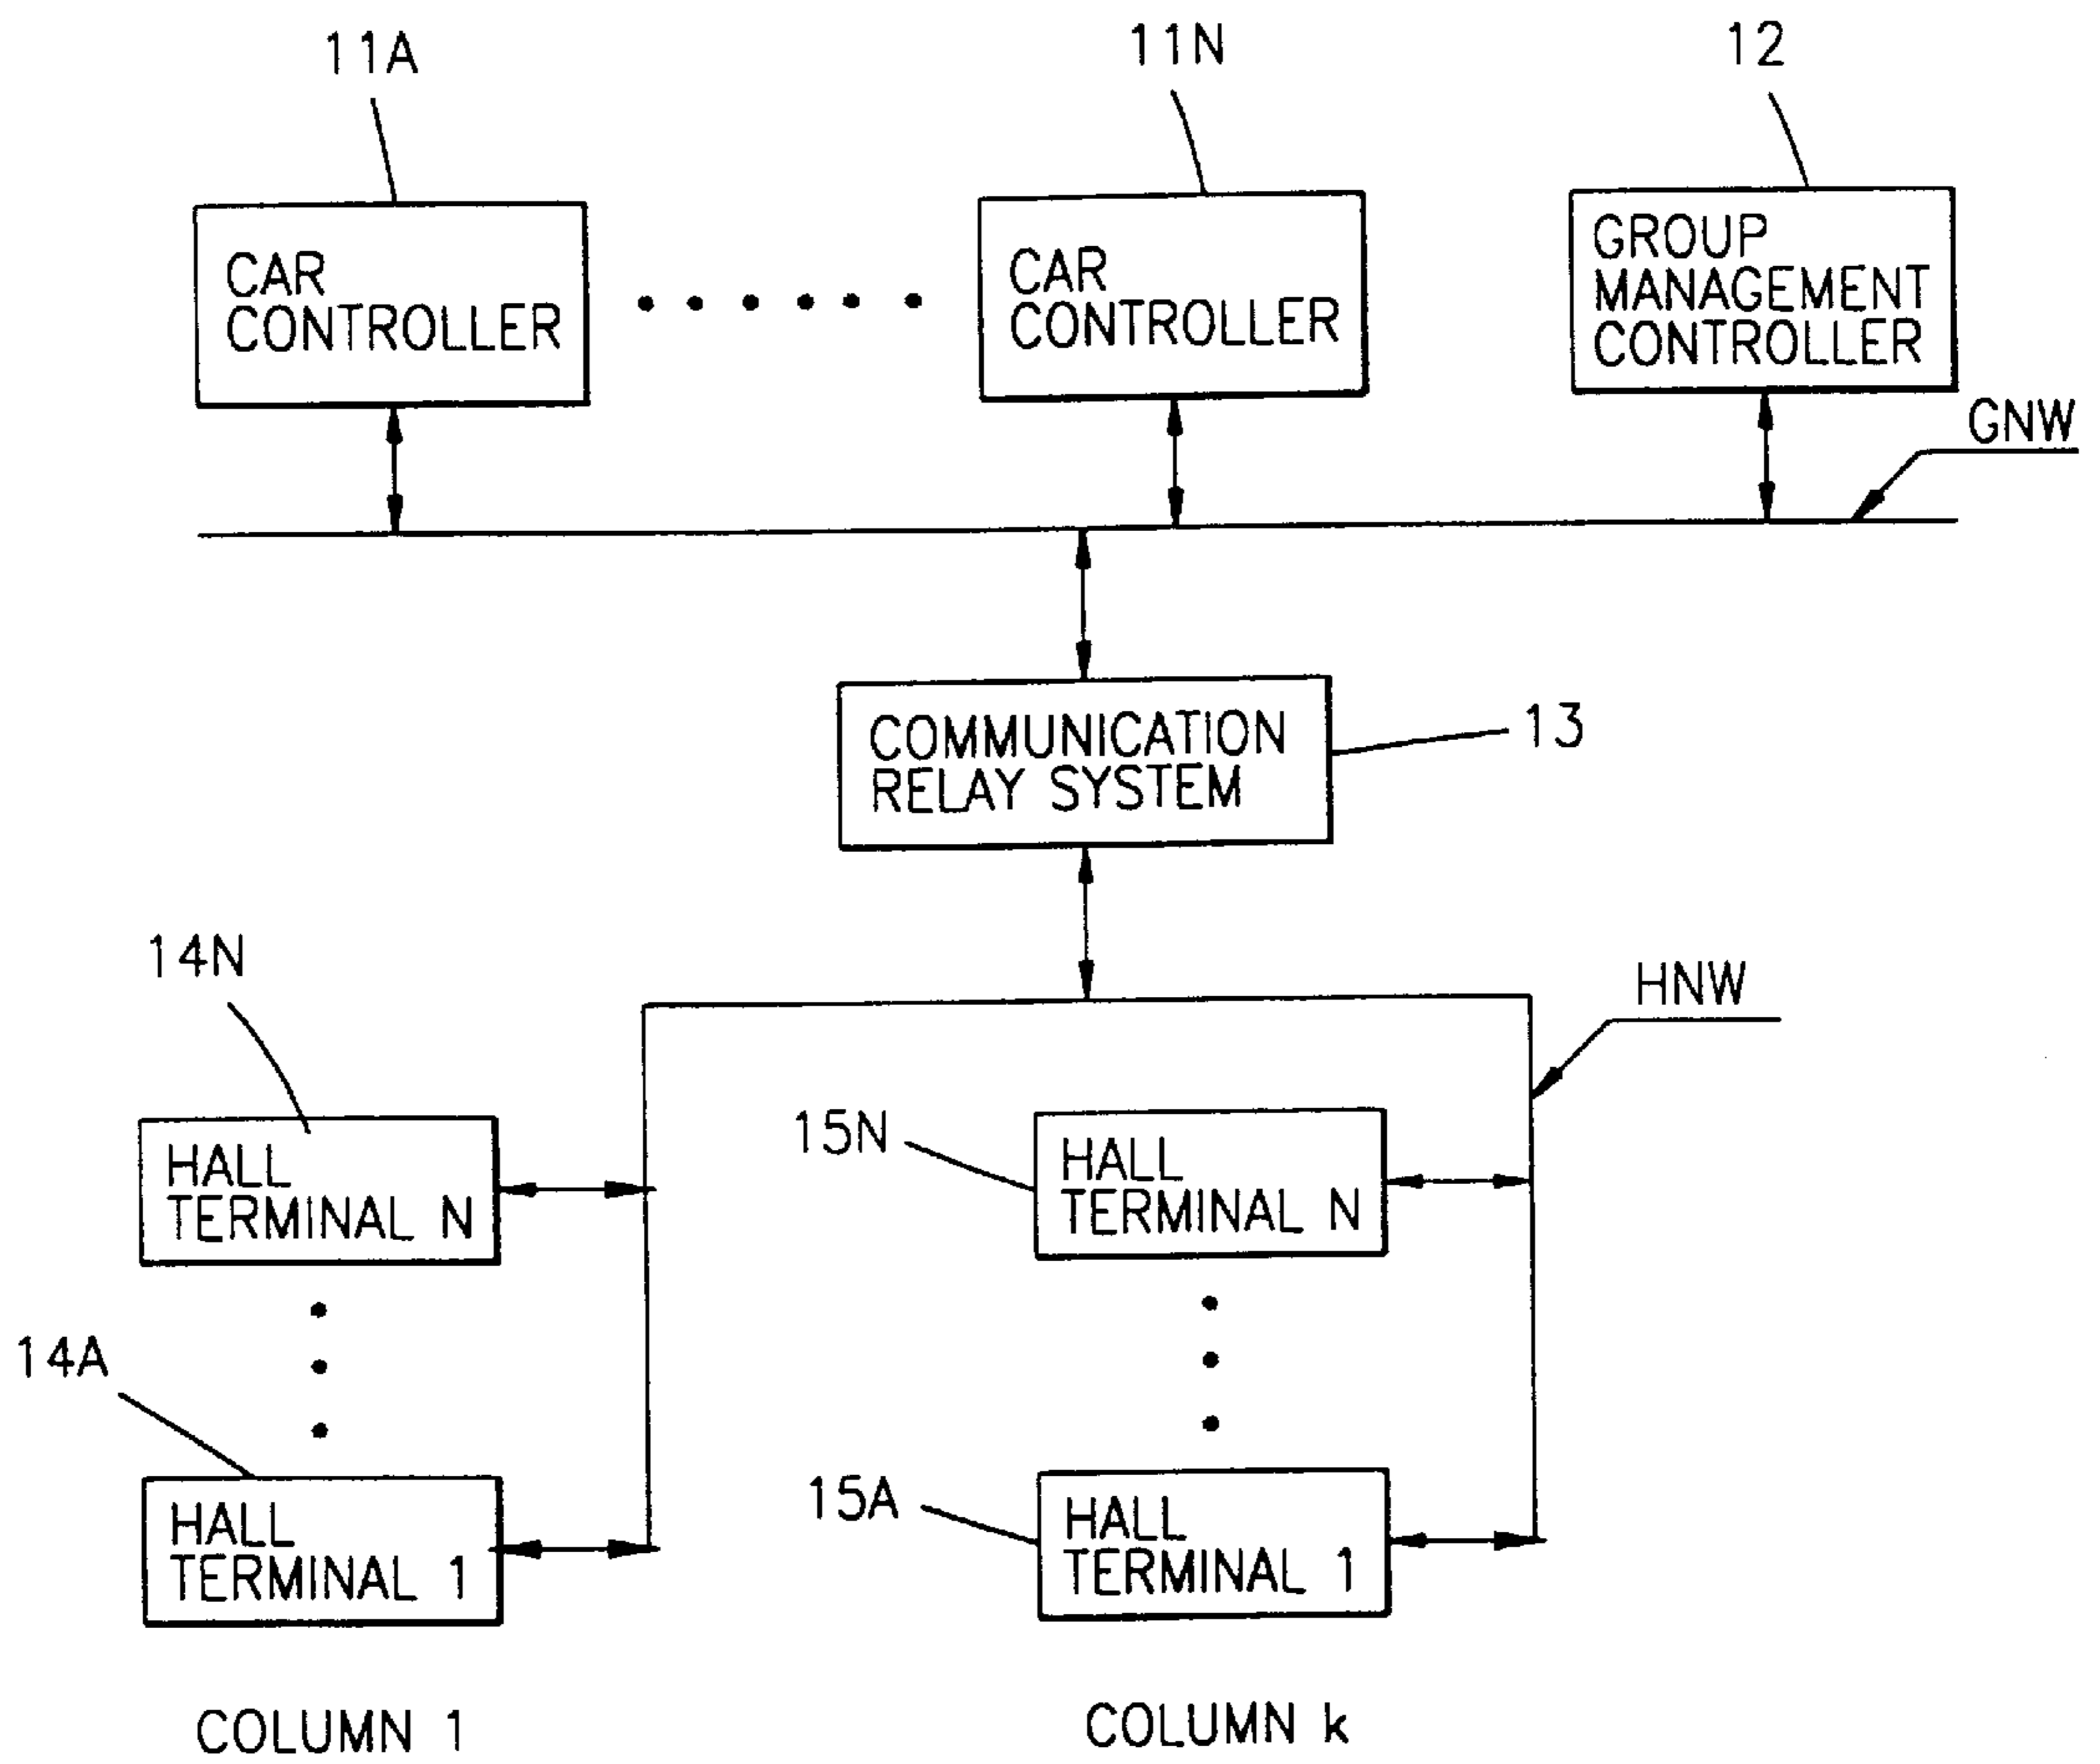 11A
11N
12
CAR
CONTROLLER
CAR
CONTROLLER
GROUP
MANAGEMENT
CONTROLLER
GNW
COMMUNICATION
RELAY SYSTEM
13
14N
HNW
HALL
TERMINAL N
15N
HALL
TERMINAL N
14A
HALL
TERMINAL 1
15A
HALL
TERMINAL 1
COLUMN 1
COLUMN k